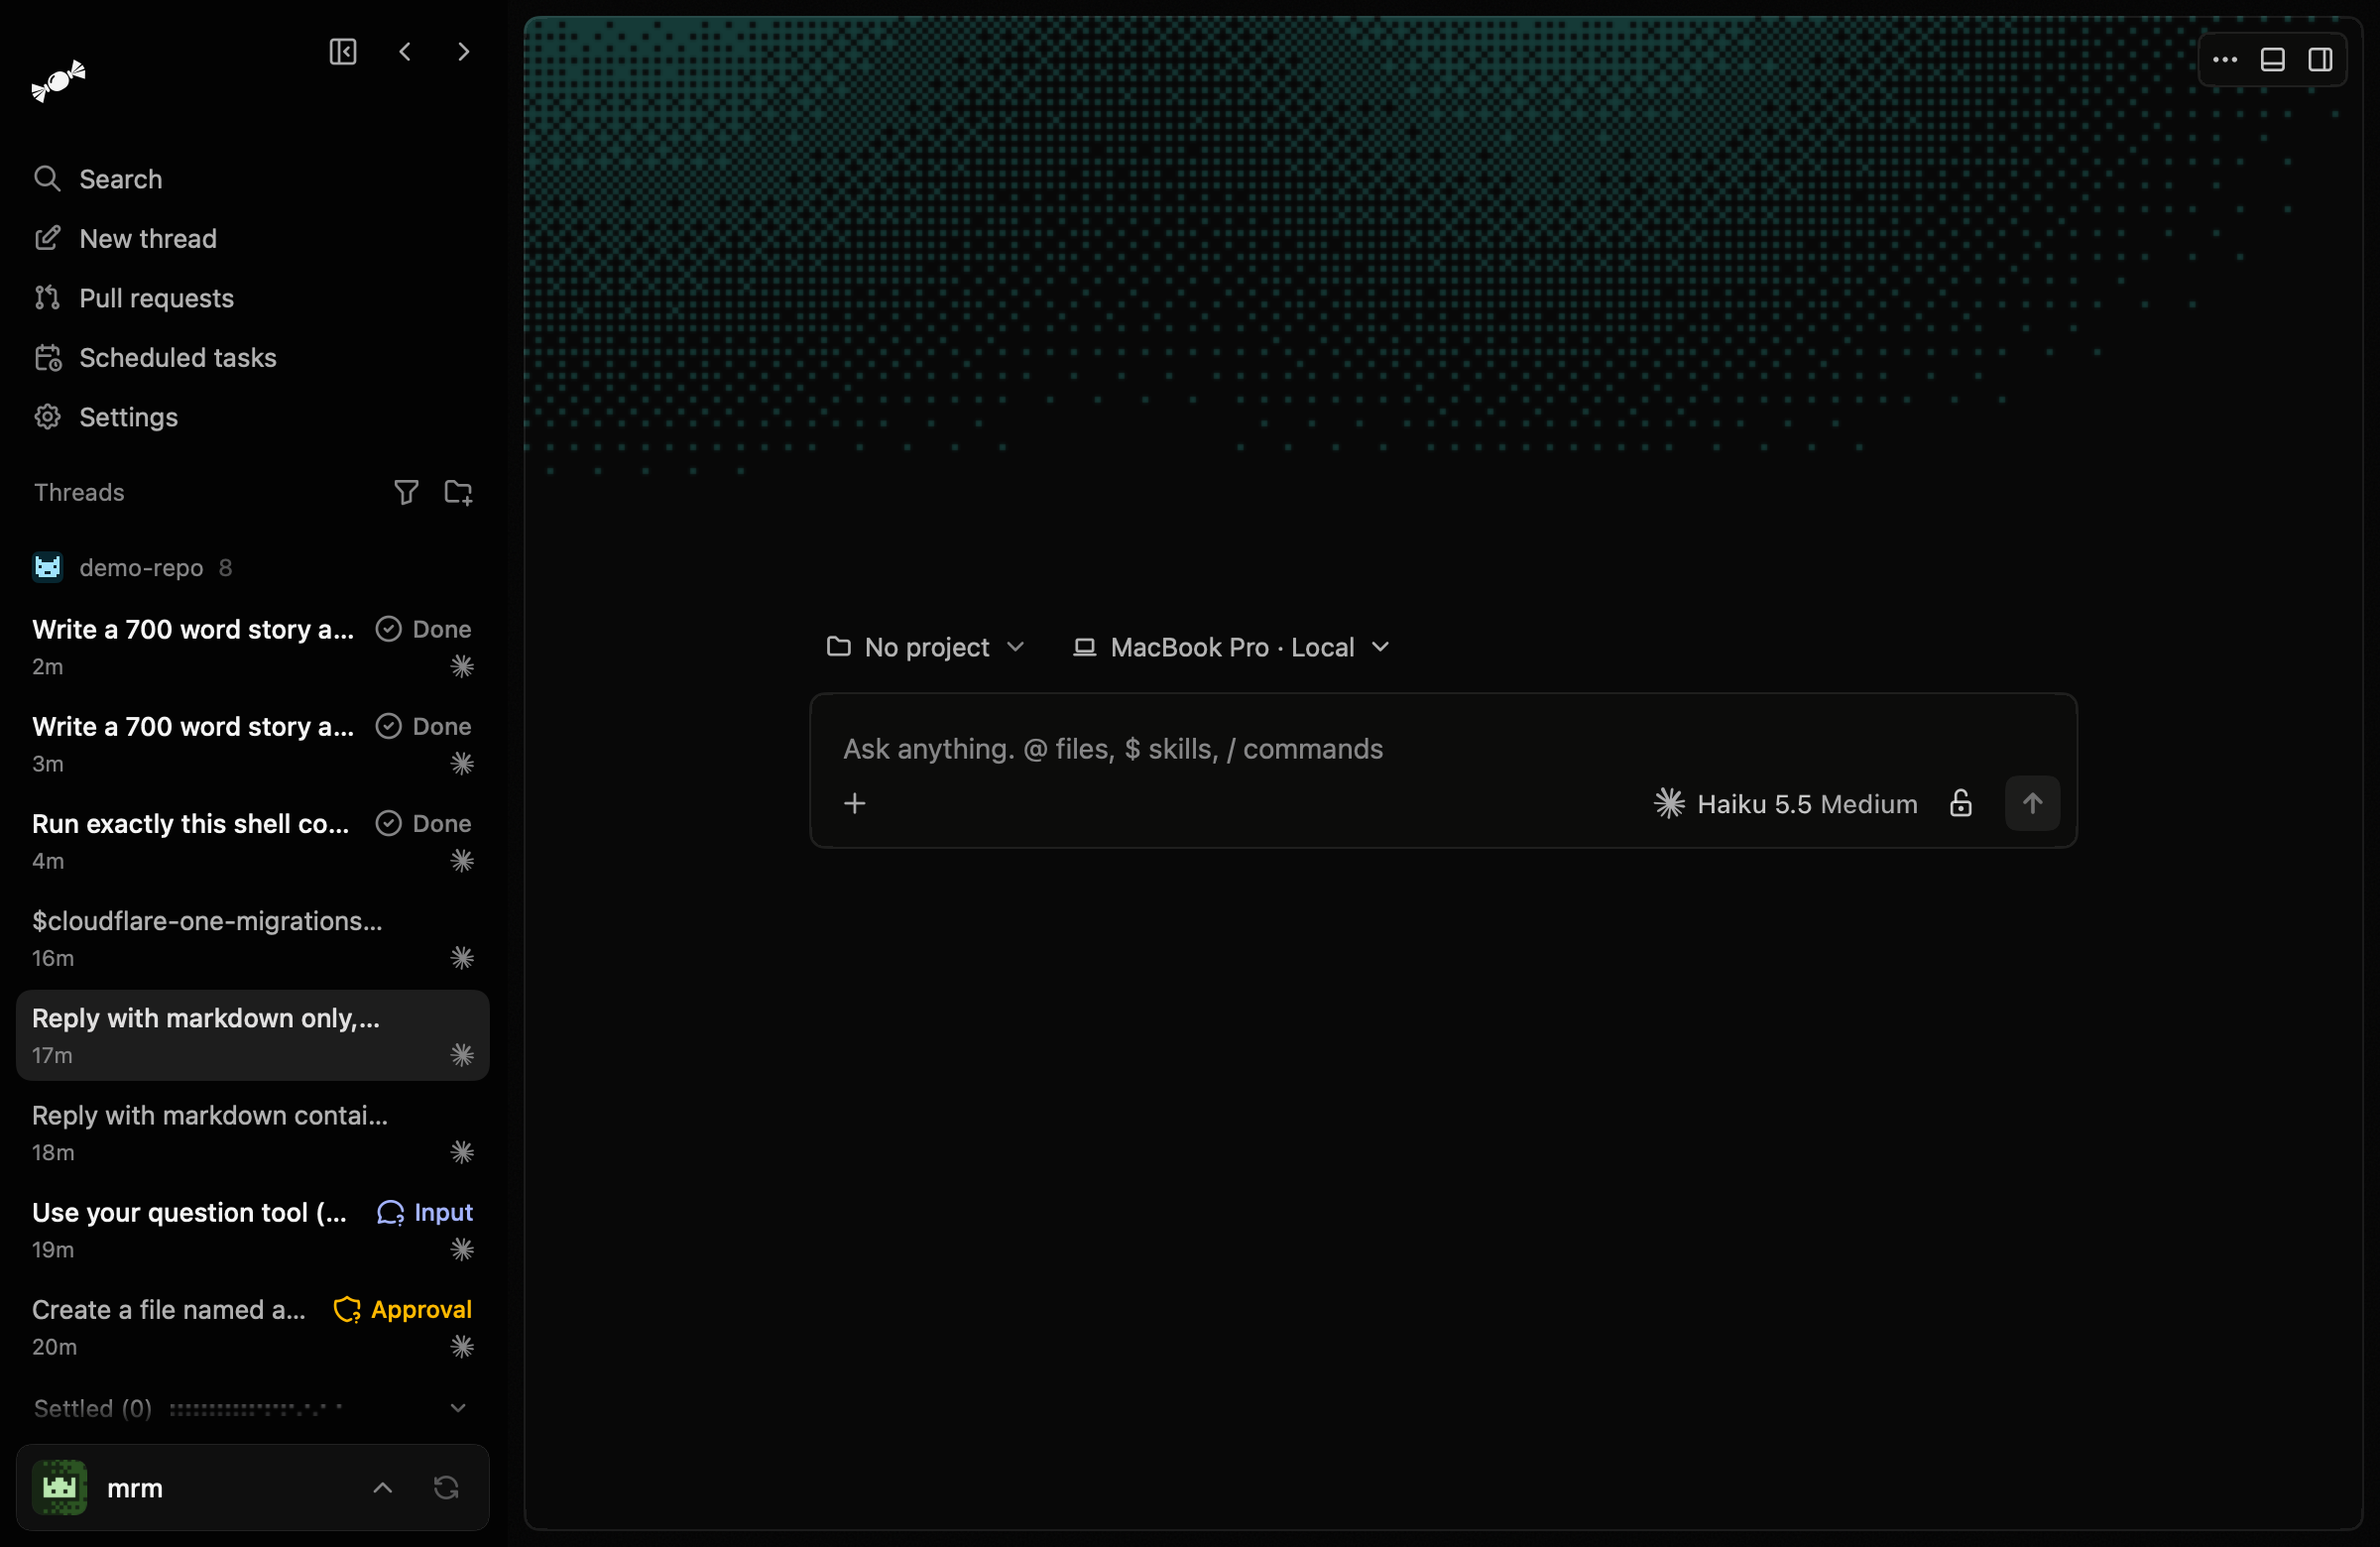 Search
New thread
Pull requests
Scheduled tasks
Settings
Threads
demo-repo 8
Write a 700 word story a... Done
2m
Write a 700 word story a... Done
3m
Run exactly this shell co... Done
4m
$cloudflare-one-migrations...
16m
Reply with markdown only,...
17m
Reply with markdown contai...
18m
Use your question tool (... Input
19m
Create a file named a... Approval
20m
Settled (0)
mrm
No project MacBook Pro · Local
Ask anything. @ files, $ skills, / commands
Haiku 5.5 Medium